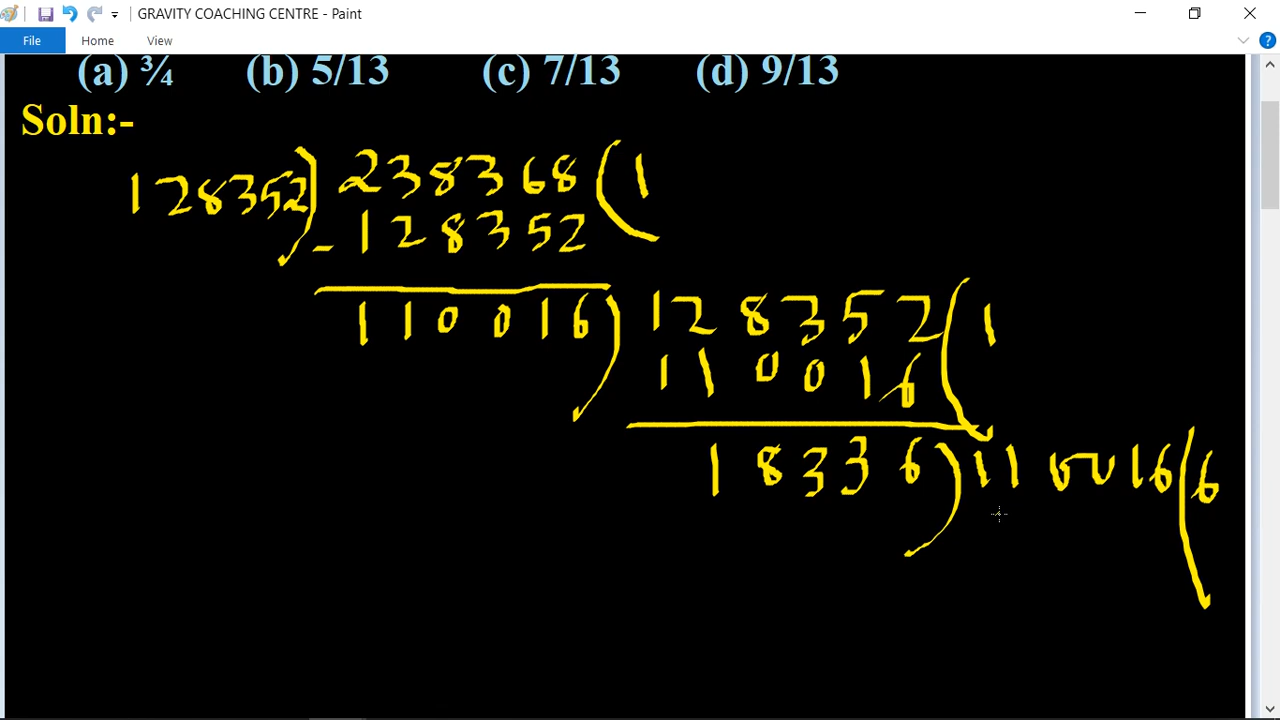 GRAVITY COACHING CENTRE - Paint
File Home View
(a) ¾ (b) 5/13 (c) 7/13 (d) 9/13
Soln:-
128352) 238368 (1
- 128352
110016) 128352 (1
110016
18336) 110016 (6